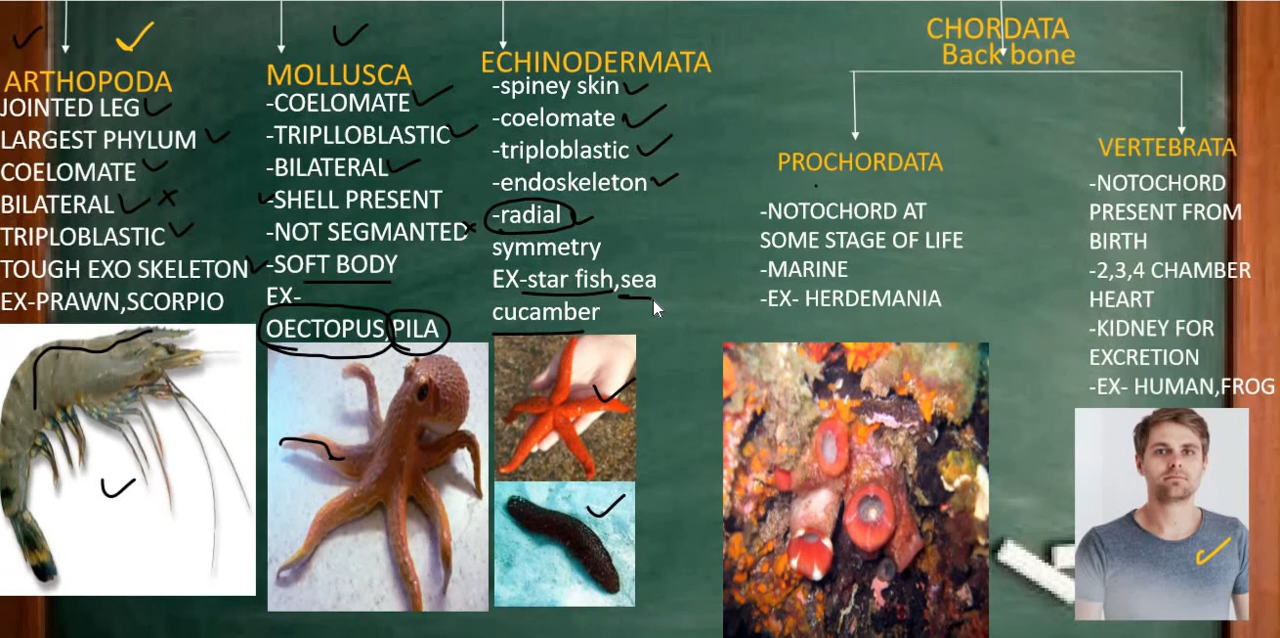 ARTHOPODA
JOINTED LEG
LARGEST PHYLUM
COELOMATE
BILATERAL
TRIPLOBLASTIC
TOUGH EXO SKELETON
EX-PRAWN,SCORPIO
MOLLUSCA
-COELOMATE
-TRIPLLOBLASTIC
-BILATERAL
-SHELL PRESENT
-NOT SEGMANTED
-SOFT BODY
EX-
OECTOPUS,PILA
ECHINODERMATA
-spiney skin
-coelomate
-triploblastic
-endoskeleton
-radial
symmetry
EX-star fish,sea
cucamber
CHORDATA
Back bone
PROCHORDATA
-NOTOCHORD AT
SOME STAGE OF LIFE
-MARINE
-EX- HERDEMANIA
VERTEBRATA
-NOTOCHORD
PRESENT FROM
BIRTH
-2,3,4 CHAMBER
HEART
-KIDNEY FOR
EXCRETION
-EX- HUMAN,FROG